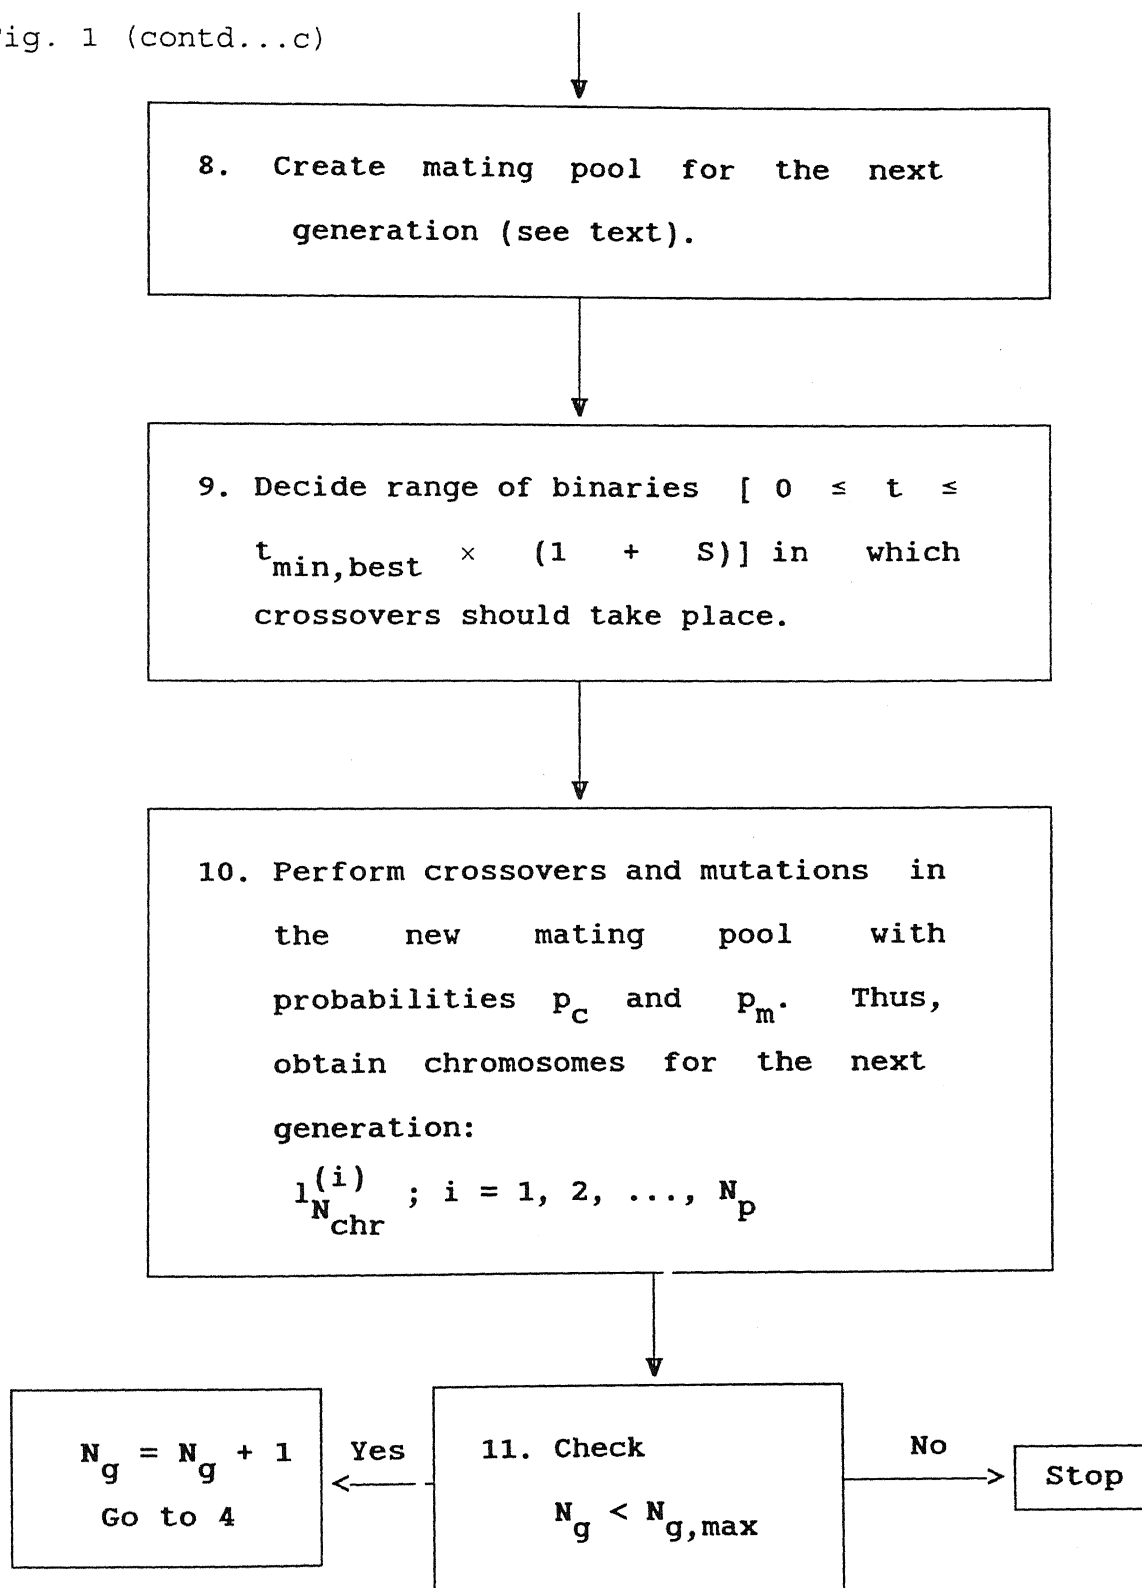 ig. 1 (contd...c)
8. Create mating pool for the next
generation (see text).
9. Decide range of binaries [ 0 ≤ t ≤
t_min,best × (1 + S)] in which
crossovers should take place.
10. Perform crossovers and mutations in
the new mating pool with
probabilities p_c and p_m. Thus,
obtain chromosomes for the next
generation:
l_N_chr^(i) ; i = 1, 2, ..., N_p
N_g = N_g + 1
Go to 4
Yes
11. Check
N_g < N_g,max
No
Stop